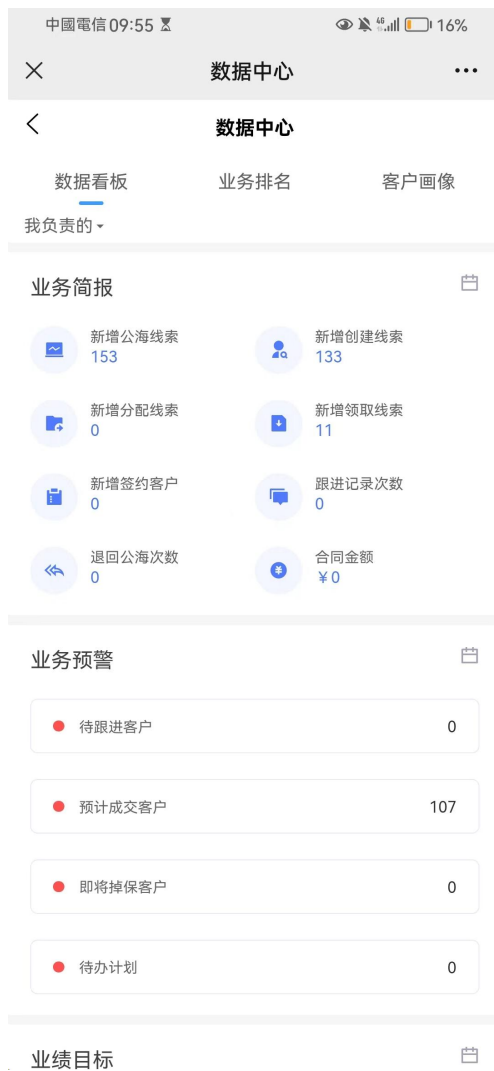 中國電信09:55 4G 16%
数据中心
数据中心
数据看板 业务排名 客户画像
我负责的
业务简报
新增公海线索 新增创建线索
153 133
新增分配线索 新增领取线索
0 11
新增签约客户 跟进记录次数
0 0
退回公海次数 合同金额
0 ￥0
业务预警
待跟进客户 0
预计成交客户 107
即将掉保客户 0
待办计划 0
业绩目标